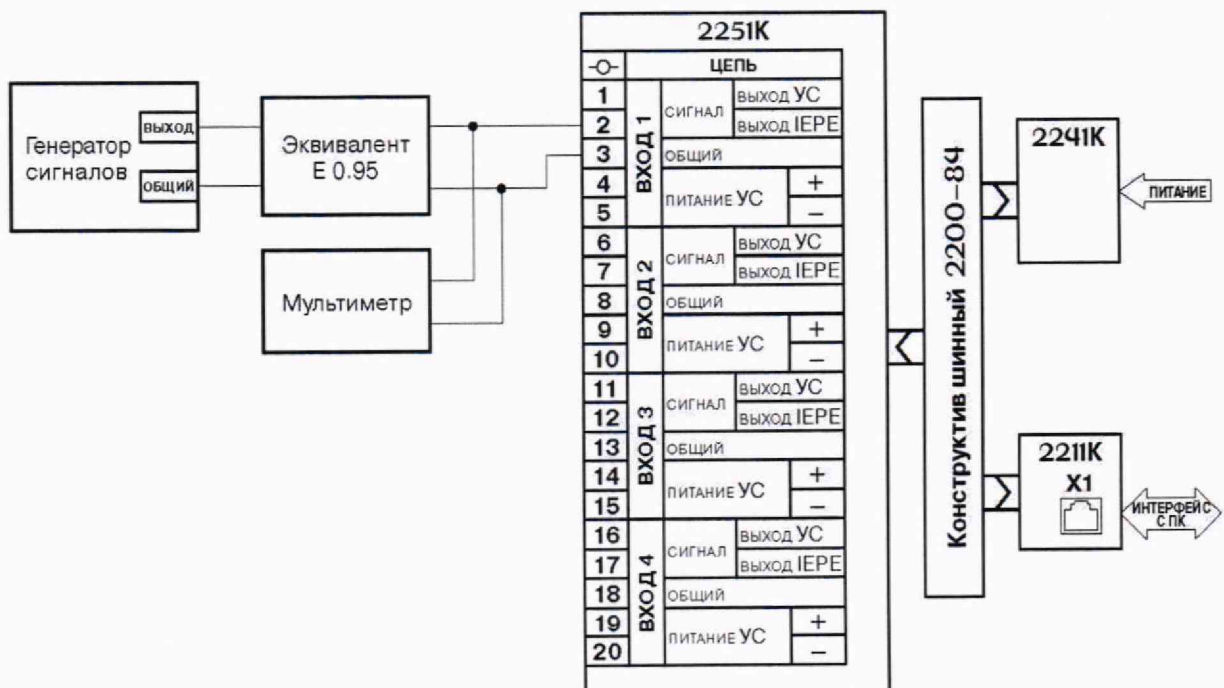 2251К
ЦЕПЬ
Генератор
сигналов
ВЫХОД
ОБЩИЙ
Эквивалент
Е 0.95
Мультиметр
1
2
3
4
5
ВХОД 1
СИГНАЛ
ВЫХОД УС
ВЫХОД IEPE
ОБЩИЙ
ПИТАНИЕ УС
+
−
6
7
8
9
10
ВХОД 2
СИГНАЛ
ВЫХОД УС
ВЫХОД IEPE
ОБЩИЙ
ПИТАНИЕ УС
+
−
11
12
13
14
15
ВХОД 3
СИГНАЛ
ВЫХОД УС
ВЫХОД IEPE
ОБЩИЙ
ПИТАНИЕ УС
+
−
16
17
18
19
20
ВХОД 4
СИГНАЛ
ВЫХОД УС
ВЫХОД IEPE
ОБЩИЙ
ПИТАНИЕ УС
+
−
Конструктив шинный 2200-84
2241К
ПИТАНИЕ
2211К
X1
ИНТЕРФЕЙС
С ПК